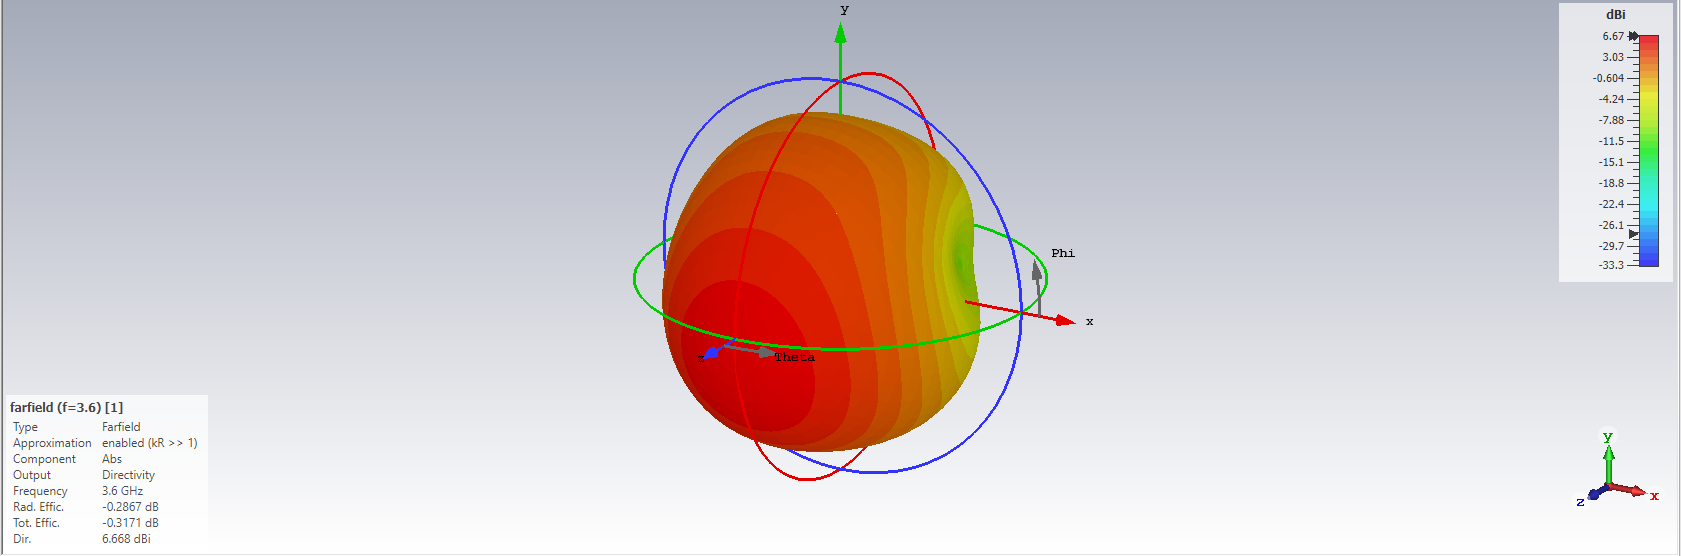 y
dBi
6.67
3.03
-0.604
-4.24
-7.88
-11.5
-15.1
-18.8
-22.4
-26.1
-29.7
-33.3
Phi
x
z
Theta
farfield (f=3.6) [1]
Type Farfield
Approximation enabled (kR >> 1)
Component Abs
Output Directivity
Frequency 3.6 GHz
Rad. Effic. -0.2867 dB
Tot. Effic. -0.3171 dB
Dir. 6.668 dBi
y
x
z